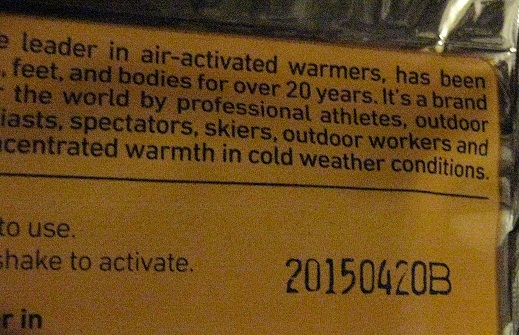 leader in air-activated warmers, has been
feet, and bodies for over 20 years. It's a brand
the world by professional athletes, outdoor
iasts, spectators, skiers, outdoor workers and
ncentrated warmth in cold weather conditions.
to use.
shake to activate.
20150420B
r in